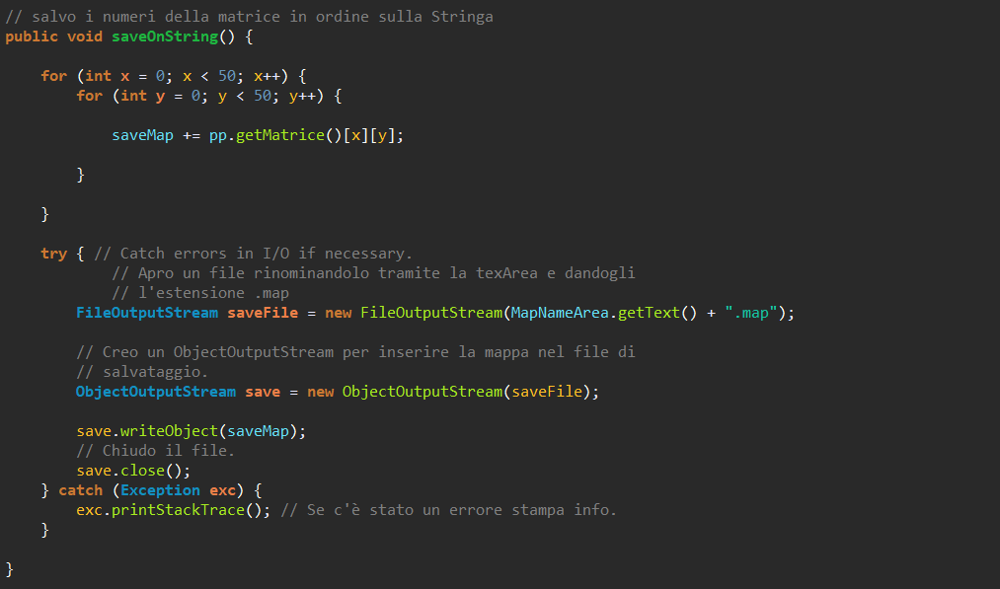 // salvo i numeri della matrice in ordine sulla Stringa
public void saveOnString() {
for (int x = 0; x < 50; x++) {
for (int y = 0; y < 50; y++) {
saveMap += pp.getMatrice()[x][y];
}
}
try { // Catch errors in I/O if necessary.
// Apro un file rinominandolo tramite la texArea e dandogli
// l'estensione .map
FileOutputStream saveFile = new FileOutputStream(MapNameArea.getText() + ".map");
// Creo un ObjectOutputStream per inserire la mappa nel file di
// salvataggio.
ObjectOutputStream save = new ObjectOutputStream(saveFile);
save.writeObject(saveMap);
// Chiudo il file.
save.close();
} catch (Exception exc) {
exc.printStackTrace(); // Se c'è stato un errore stampa info.
}
}